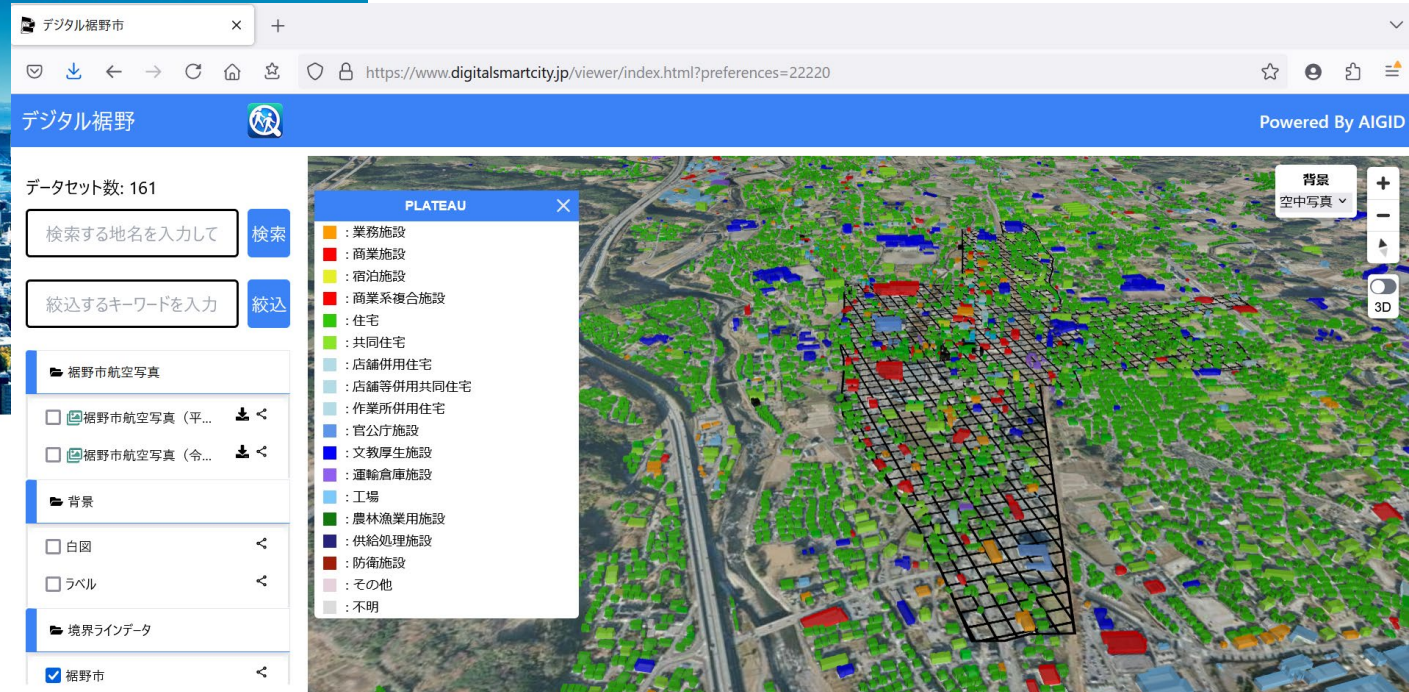 デジタル裾野市
https://www.digitalsmartcity.jp/viewer/index.html?preferences=22220
デジタル裾野
Powered By AIGID
データセット数: 161
検索する地名を入力して
検索
絞込するキーワードを入力
絞込
裾野市航空写真
裾野市航空写真（平...
裾野市航空写真（令...
背景
白図
ラベル
境界ラインデータ
裾野市
PLATEAU
: 業務施設
: 商業施設
: 宿泊施設
: 商業系複合施設
: 住宅
: 共同住宅
: 店舗併用住宅
: 店舗等併用共同住宅
: 作業所併用住宅
: 官公庁施設
: 文教厚生施設
: 運輸倉庫施設
: 工場
: 農林漁業用施設
: 供給処理施設
: 防衛施設
: その他
: 不明
背景
空中写真
3D